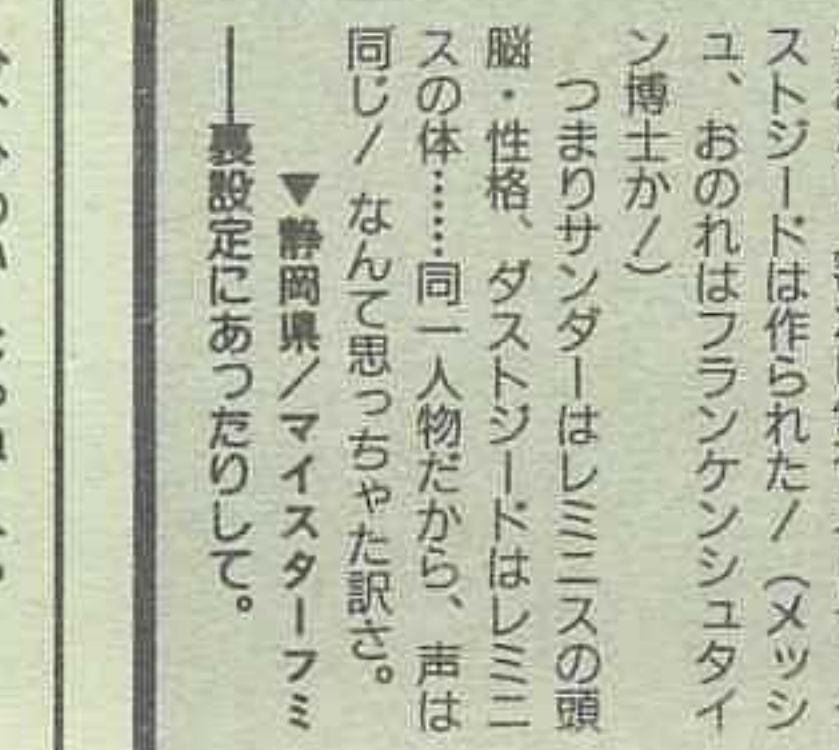 ストジードは作られた！（メッシ
ュ、おのれはフランケンシュタイ
ン博士か！）
つまりサンダーはレミニスの頭
脳・性格、ダストジードはレミニ
スの体……同一人物だから、声は
同じ！なんて思っちゃた訳さ。
▼静岡県／マイスターフミ
――裏設定にあったりして。